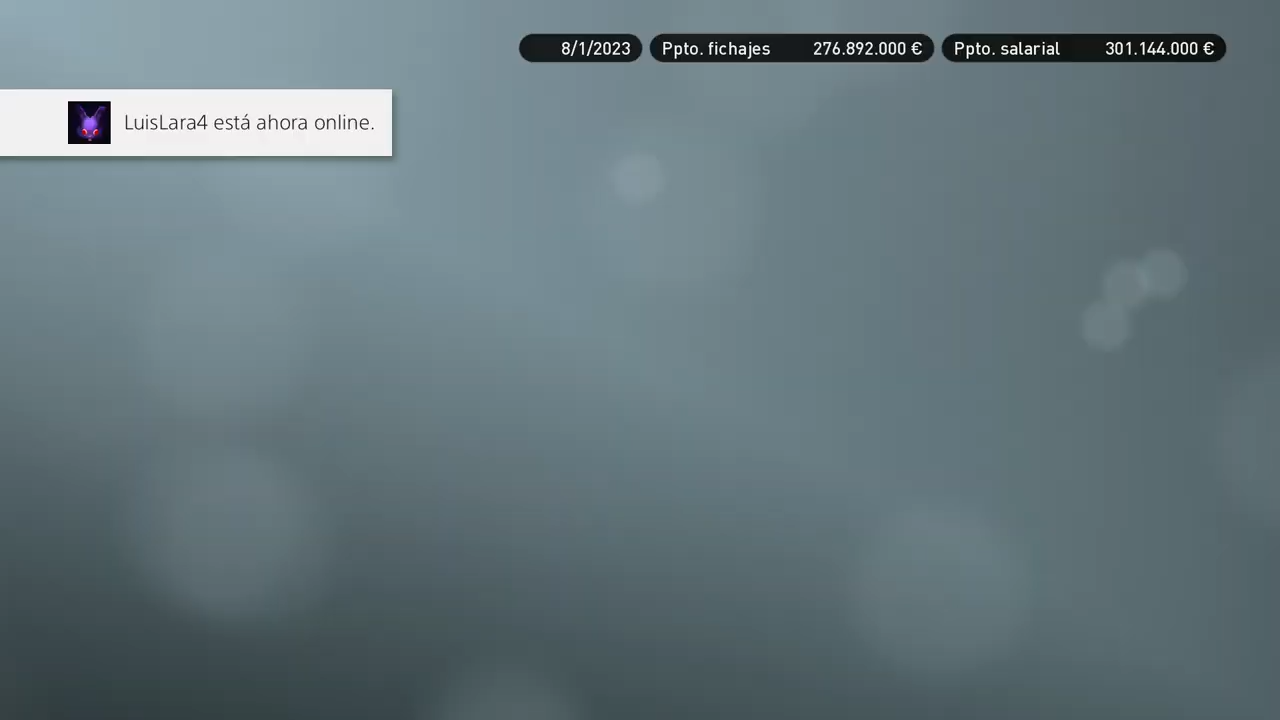 8/1/2023 Ppto. fichajes 276.892.000 € Ppto. salarial 301.144.000 €
LuisLara4 está ahora online.